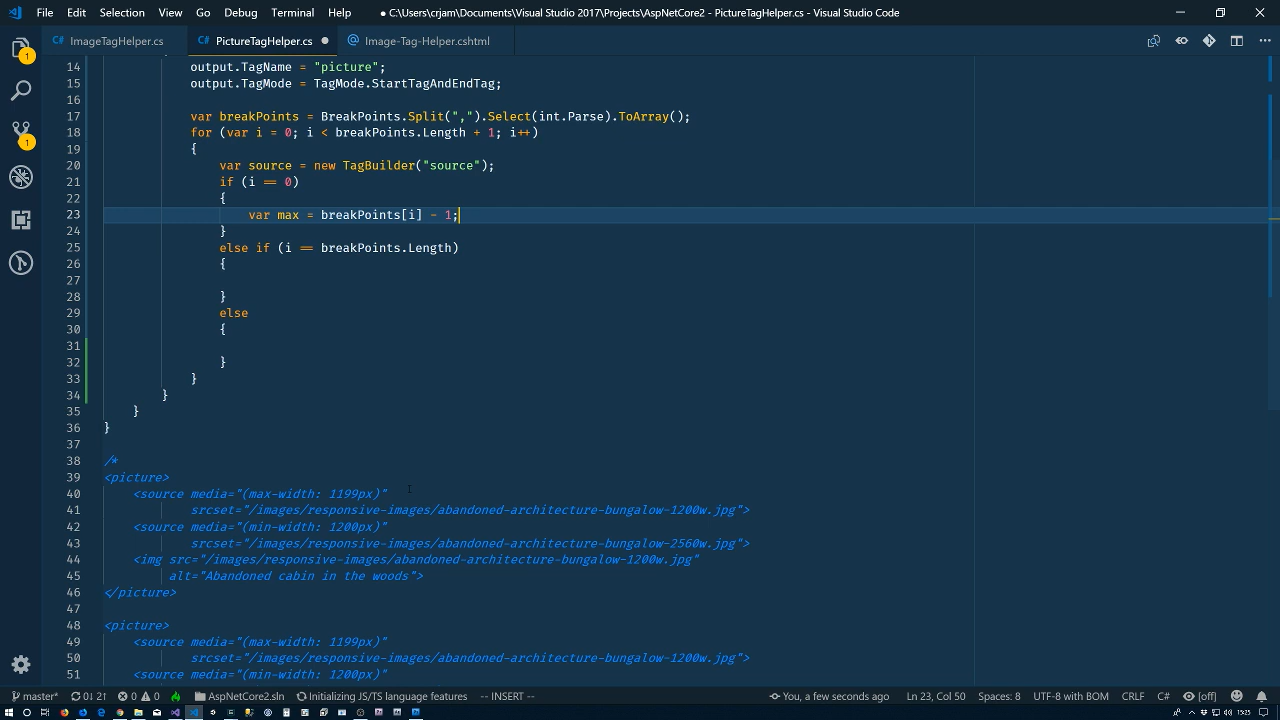 File Edit Selection View Go Debug Terminal Help
● C:\Users\crjam\Documents\Visual Studio 2017\Projects\AspNetCore2 - PictureTagHelper.cs - Visual Studio Code
C# ImageTagHelper.cs
C# PictureTagHelper.cs ●
@ Image-Tag-Helper.cshtml
1
1
14 output.TagName = "picture";
15 output.TagMode = TagMode.StartTagAndEndTag;
16
17 var breakPoints = BreakPoints.Split(",").Select(int.Parse).ToArray();
18 for (var i = 0; i < breakPoints.Length + 1; i++)
19 {
20 var source = new TagBuilder("source");
21 if (i == 0)
22 {
23 var max = breakPoints[i] - 1;
24 }
25 else if (i == breakPoints.Length)
26 {
27
28 }
29 else
30 {
31
32 }
33 }
34 }
35 }
36 }
37
38 /*
39 <picture>
40 <source media="(max-width: 1199px)"
41 srcset="/images/responsive-images/abandoned-architecture-bungalow-1200w.jpg">
42 <source media="(min-width: 1200px)"
43 srcset="/images/responsive-images/abandoned-architecture-bungalow-2560w.jpg">
44 <img src="/images/responsive-images/abandoned-architecture-bungalow-1200w.jpg"
45 alt="Abandoned cabin in the woods">
46 </picture>
47
48 <picture>
49 <source media="(max-width: 1199px)"
50 srcset="/images/responsive-images/abandoned-architecture-bungalow-1200w.jpg">
51 <source media="(min-width: 1200px)"
master* 0↓ 2↑ 0 0 AspNetCore2.sln Initializing JS/TS language features -- INSERT -- You, a few seconds ago Ln 23, Col 50 Spaces: 8 UTF-8 with BOM CRLF C# [off]
15:25